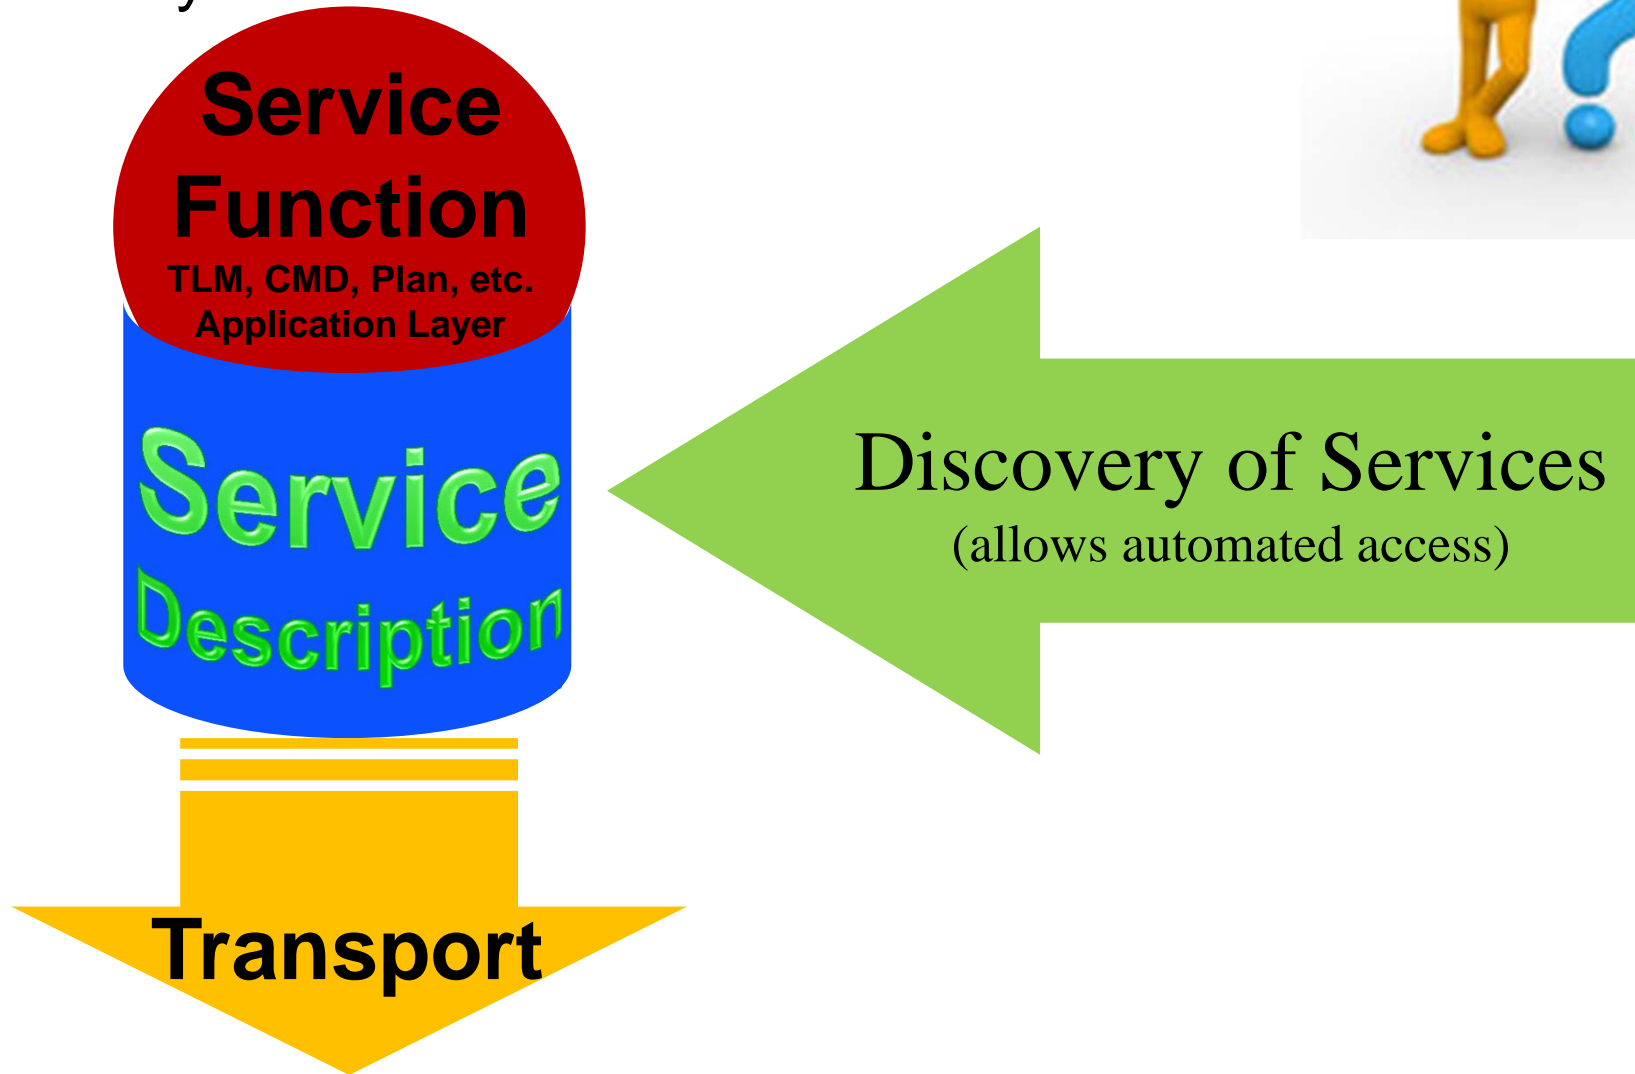 Service
Function
TLM, CMD, Plan, etc.
Application Layer
Service
Description
Discovery of Services
(allows automated access)
Transport